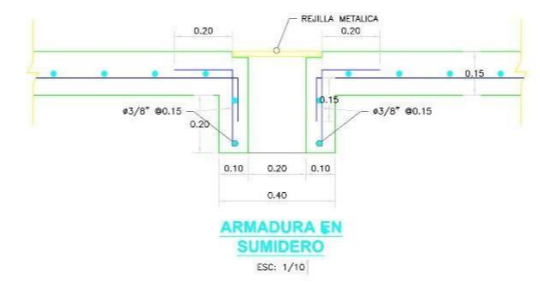 REJILLA METALICA
0.20
0.20
0.15
0.15
ø3/8" @0.15
ø3/8" @0.15
0.20
0.10
0.20
0.10
0.40
ARMADURA EN
SUMIDERO
ESC: 1/10